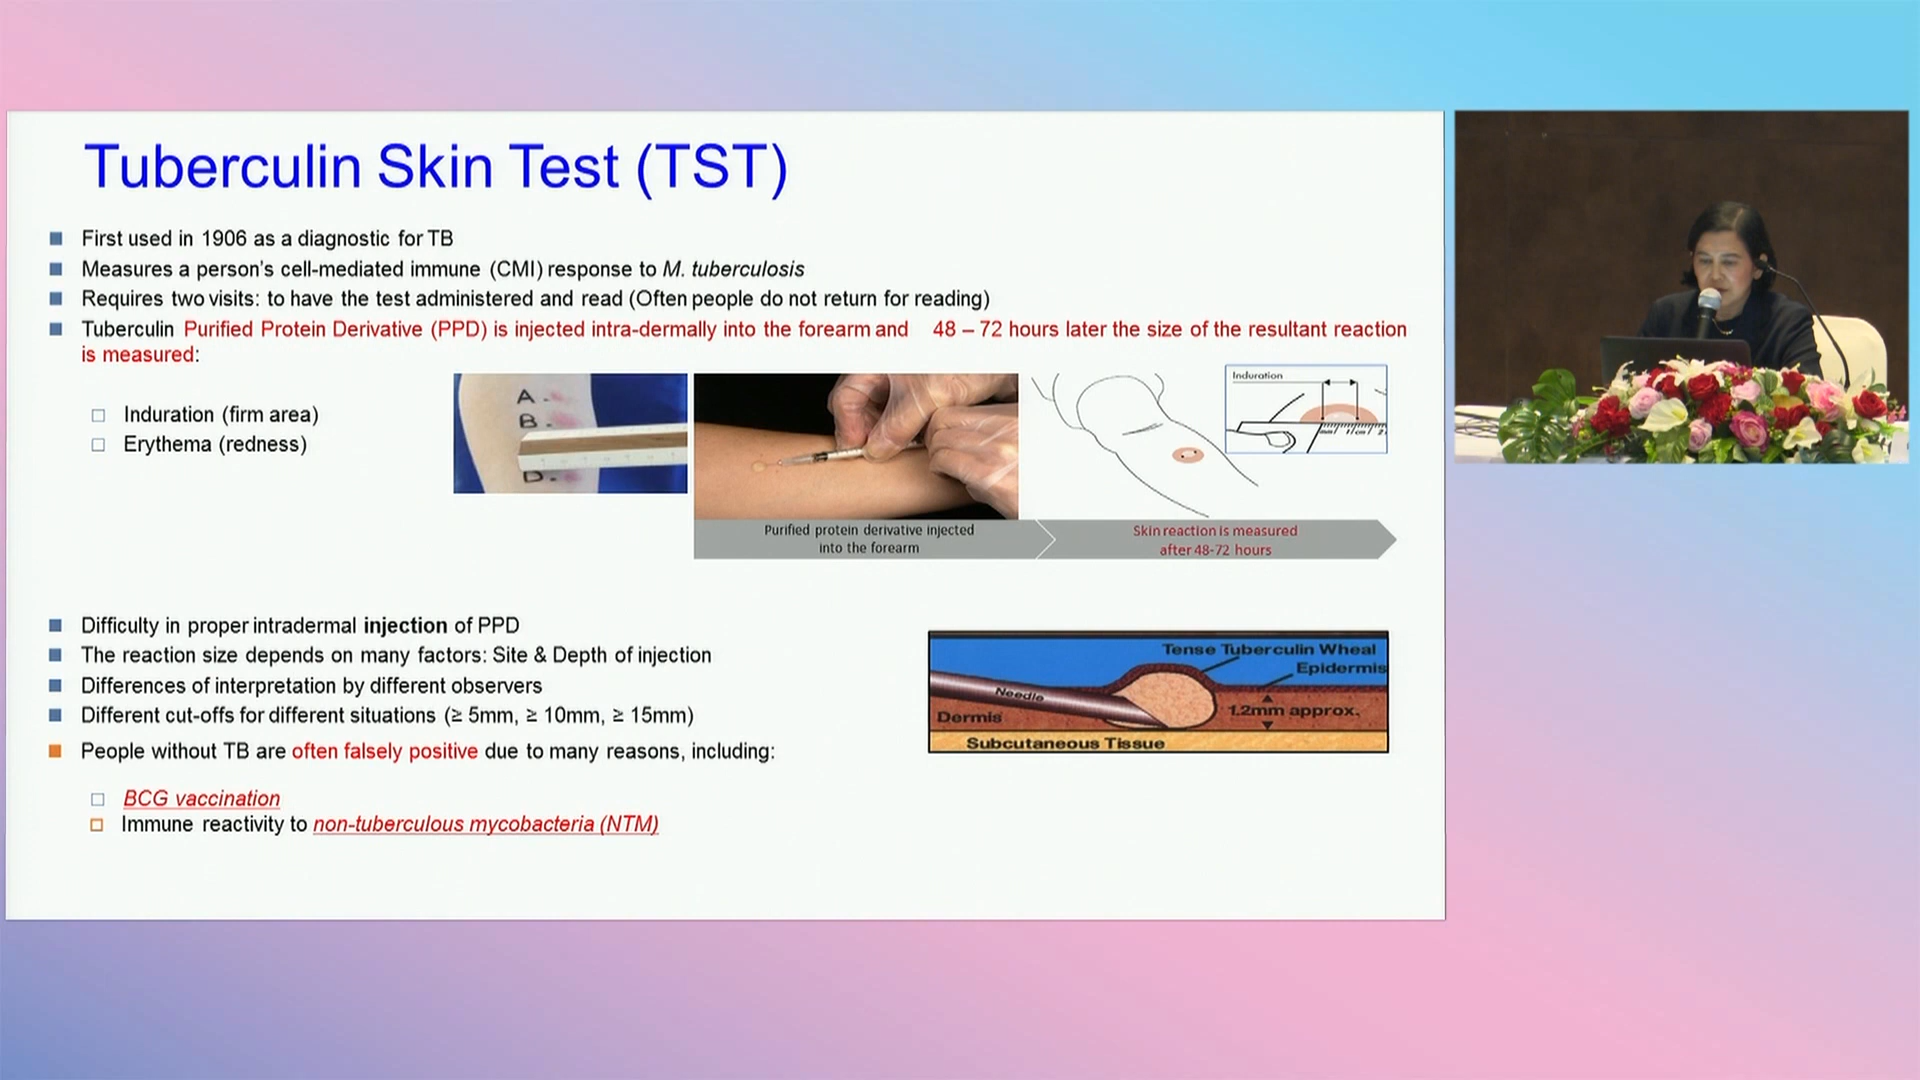 Tuberculin Skin Test (TST)
First used in 1906 as a diagnostic for TB
Measures a person's cell-mediated immune (CMI) response to M. tuberculosis
Requires two visits: to have the test administered and read (Often people do not return for reading)
Tuberculin Purified Protein Derivative (PPD) is injected intra-dermally into the forearm and 48 – 72 hours later the size of the resultant reaction
is measured:
Induration (firm area)
Erythema (redness)
A.
B.
D.
Induration
mm 1 cm 2
Purified protein derivative injected
into the forearm
Skin reaction is measured
after 48-72 hours
Difficulty in proper intradermal injection of PPD
The reaction size depends on many factors: Site & Depth of injection
Differences of interpretation by different observers
Different cut-offs for different situations (≥ 5mm, ≥ 10mm, ≥ 15mm)
People without TB are often falsely positive due to many reasons, including:
BCG vaccination
Immune reactivity to non-tuberculous mycobacteria (NTM)
Tense Tuberculin Wheal
Epidermis
Needle
1.2mm approx.
Dermis
Subcutaneous Tissue